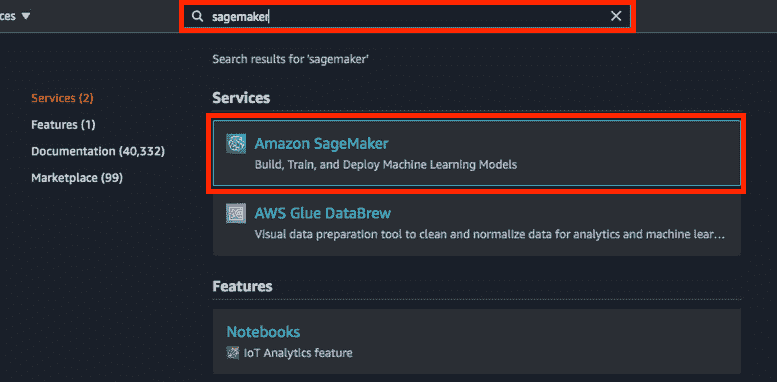 ces ▼
sagemaker
Search results for 'sagemaker'
Services (2)
Features (1)
Documentation (40,332)
Marketplace (99)
Services
Amazon SageMaker
Build, Train, and Deploy Machine Learning Models
AWS Glue DataBrew
Visual data preparation tool to clean and normalize data for analytics and machine lear...
Features
Notebooks
IoT Analytics feature